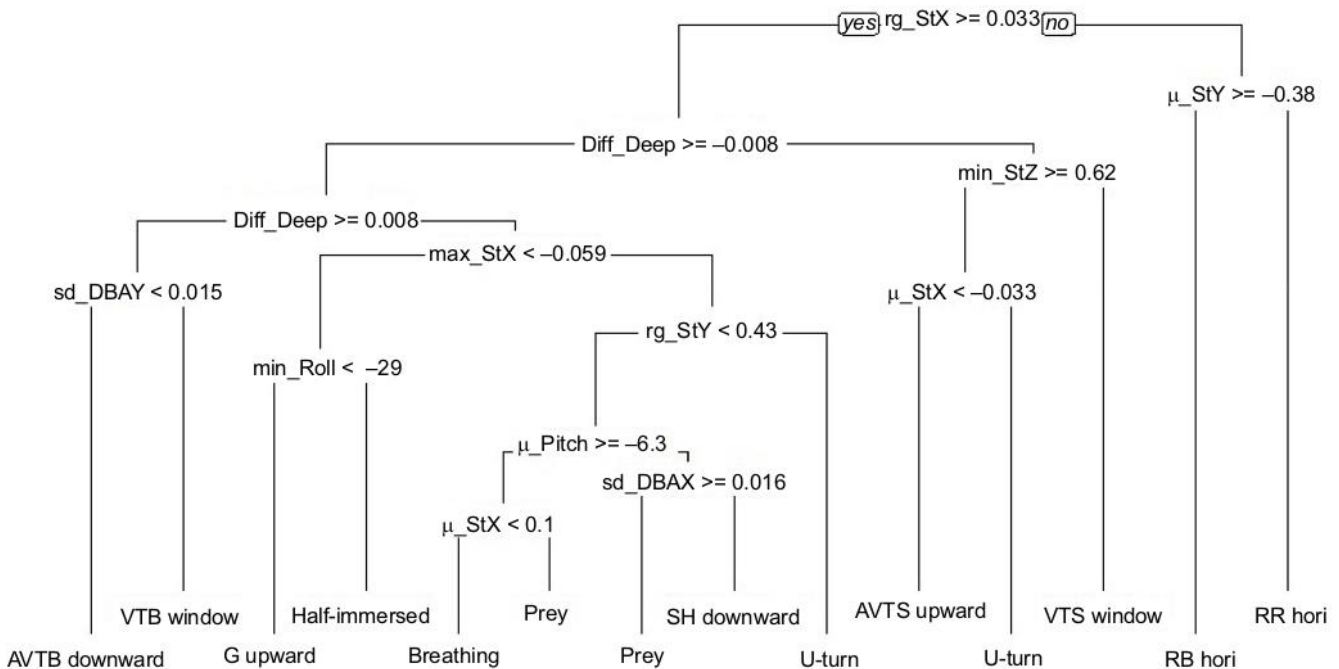 yes rg_StX >= 0.033 no
μ_StY >= –0.38
Diff_Deep >= –0.008
min_StZ >= 0.62
Diff_Deep >= 0.008
max_StX < –0.059
sd_DBAY < 0.015
μ_StX < –0.033
rg_StY < 0.43
min_Roll < –29
μ_Pitch >= –6.3
sd_DBAX >= 0.016
μ_StX < 0.1
VTB window Half-immersed Prey SH downward AVTS upward VTS window RR hori
AVTB downward G upward Breathing Prey U-turn U-turn RB hori